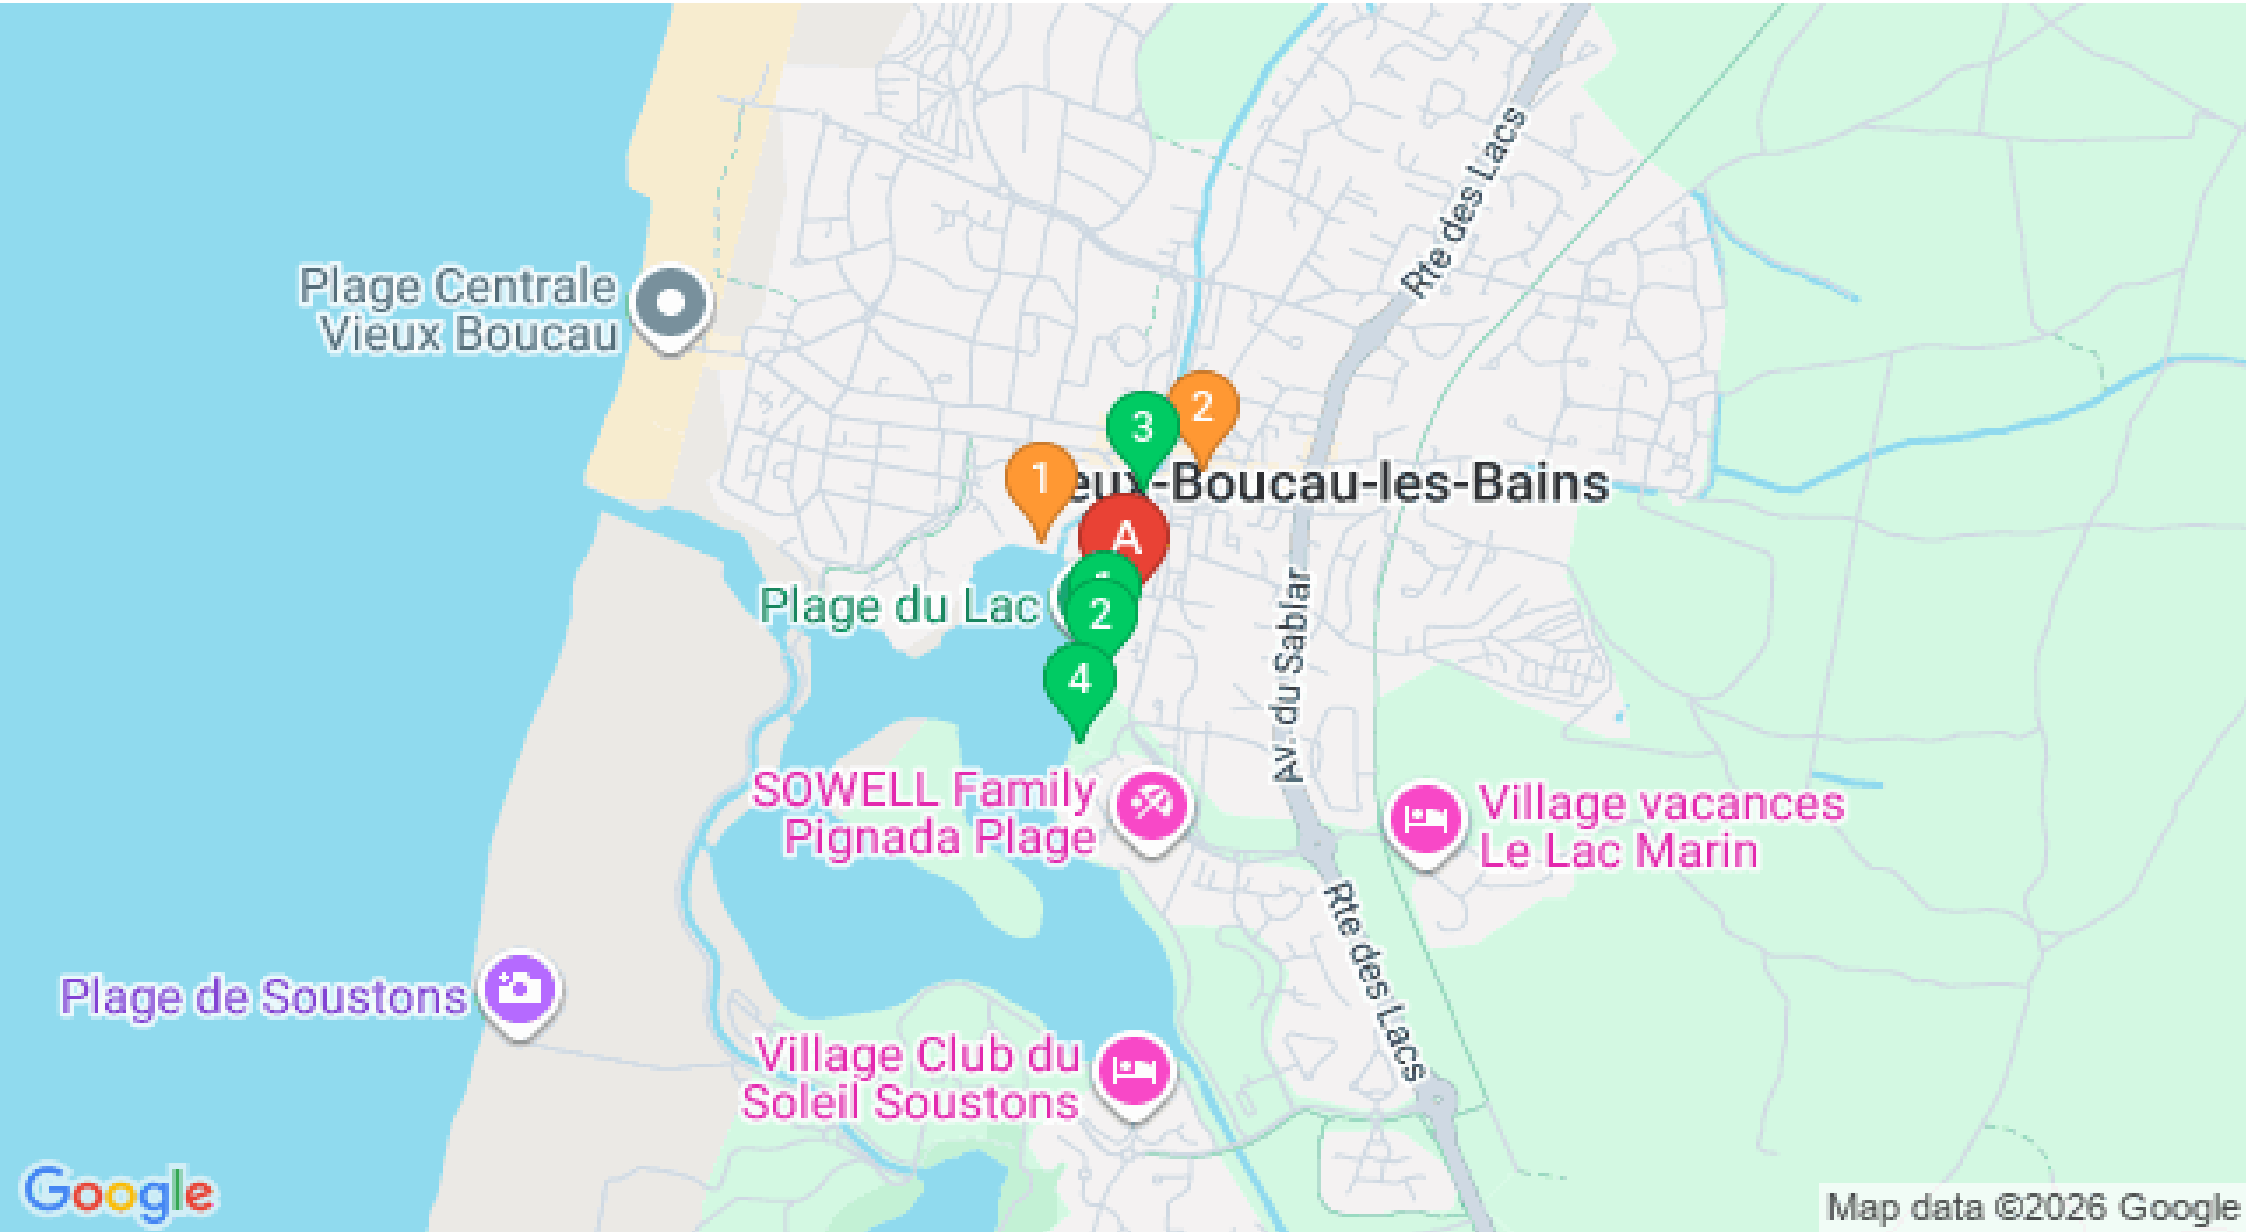 Rte des Lacs
Plage Centrale
Vieux Boucau
2
3
1
eux-Boucau-les-Bains
A
Plage du Lac
2
4
Av. du Sablar
SOWELL Family
Pignada Plage
Village vacances
Le Lac Marin
Rte des Lacs
Plage de Soustons
Village Club du
Soleil Soustons
Google
Map data ©2026 Google